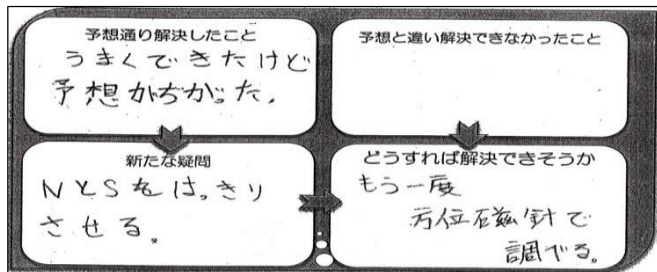 予想通り解決したこと
うまくできたけど
予想がちがった。
予想と違い解決できなかったこと
新たな疑問
NとSをはっきり
させる。
どうすれば解決できそうか
もう一度
方位磁針で
調べる。